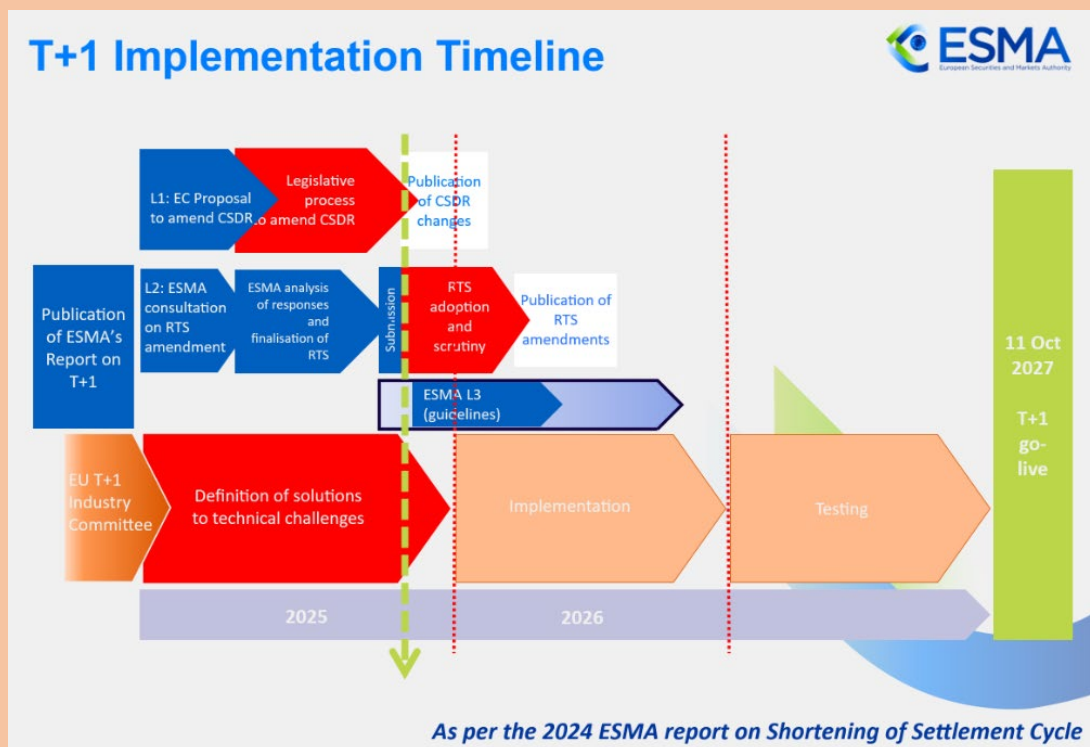 T+1 Implementation Timeline
ESMA
European Securities and Markets Authority
L1: EC Proposal
to amend CSDR
Legislative
process
to amend CSDR
Publication
of CSDR
changes
Publication
of ESMA's
Report on
T+1
L2: ESMA
consultation
on RTS
amendment
ESMA analysis
of responses
and
finalisation of
RTS
Submission
RTS
adoption
and
scrutiny
Publication of
RTS
amendments
ESMA L3
(guidelines)
EU T+1
Industry
Committee
Definition of solutions
to technical challenges
Implementation
Testing
11 Oct
2027
T+1
go-
live
2025
2026
As per the 2024 ESMA report on Shortening of Settlement Cycle